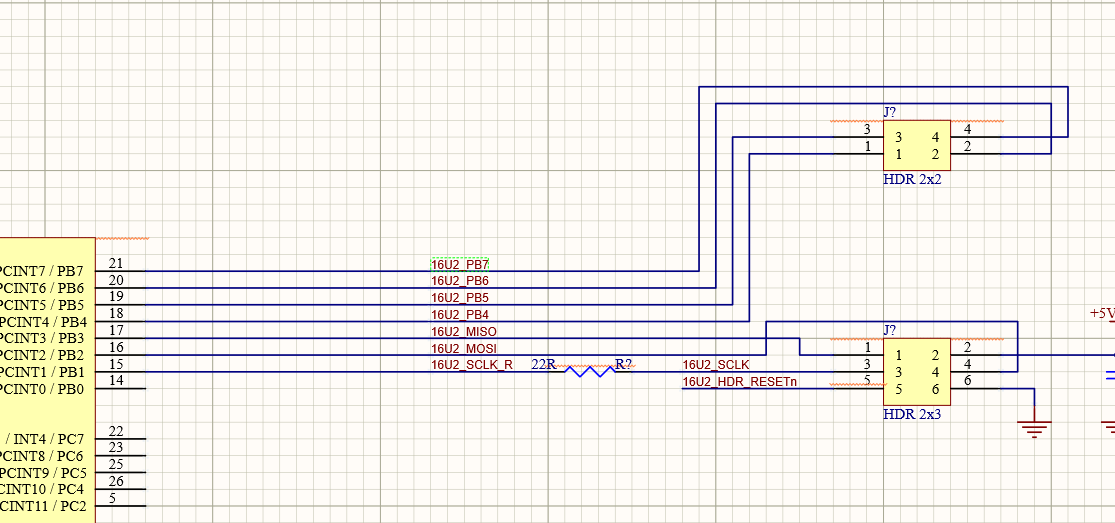 J?
3 3 4 4
1 1 2 2
HDR 2x2
PCINT7 / PB7 21 16U2_PB7
PCINT6 / PB6 20 16U2_PB6
PCINT5 / PB5 19 16U2_PB5
PCINT4 / PB4 18 16U2_PB4
+5V
PCINT3 / PB3 17 16U2_MISO
J?
PCINT2 / PB2 16 16U2_MOSI
1 1 2 2
PCINT1 / PB1 15 16U2_SCLK_R 22R R? 16U2_SCLK
3 3 4 4
PCINT0 / PB0 14 16U2_HDR_RESETn
5 5 6 6
HDR 2x3
/ INT4 / PC7 22
CINT8 / PC6 23
PCINT9 / PC5 25
CINT10 / PC4 26
CINT11 / PC2 5